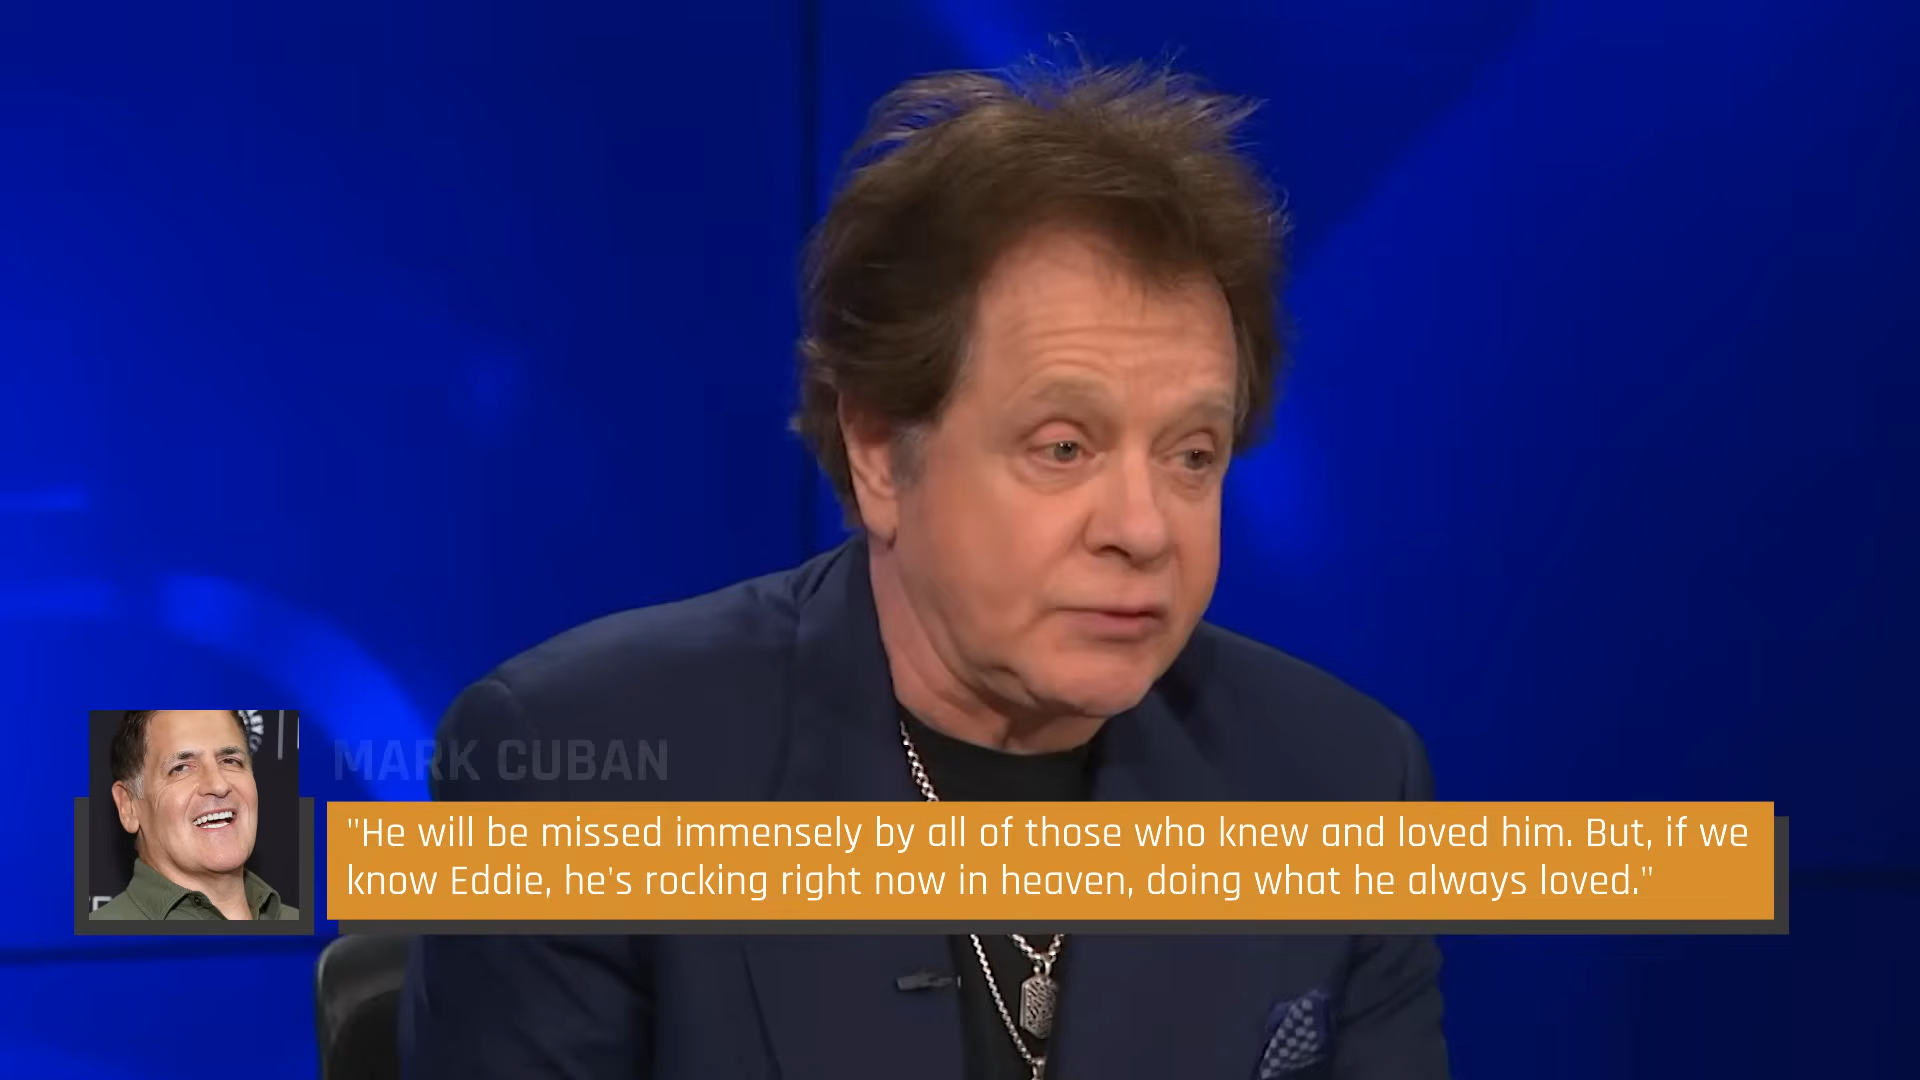 MARK CUBAN
"He will be missed immensely by all of those who knew and loved him. But, if we
know Eddie, he's rocking right now in heaven, doing what he always loved."